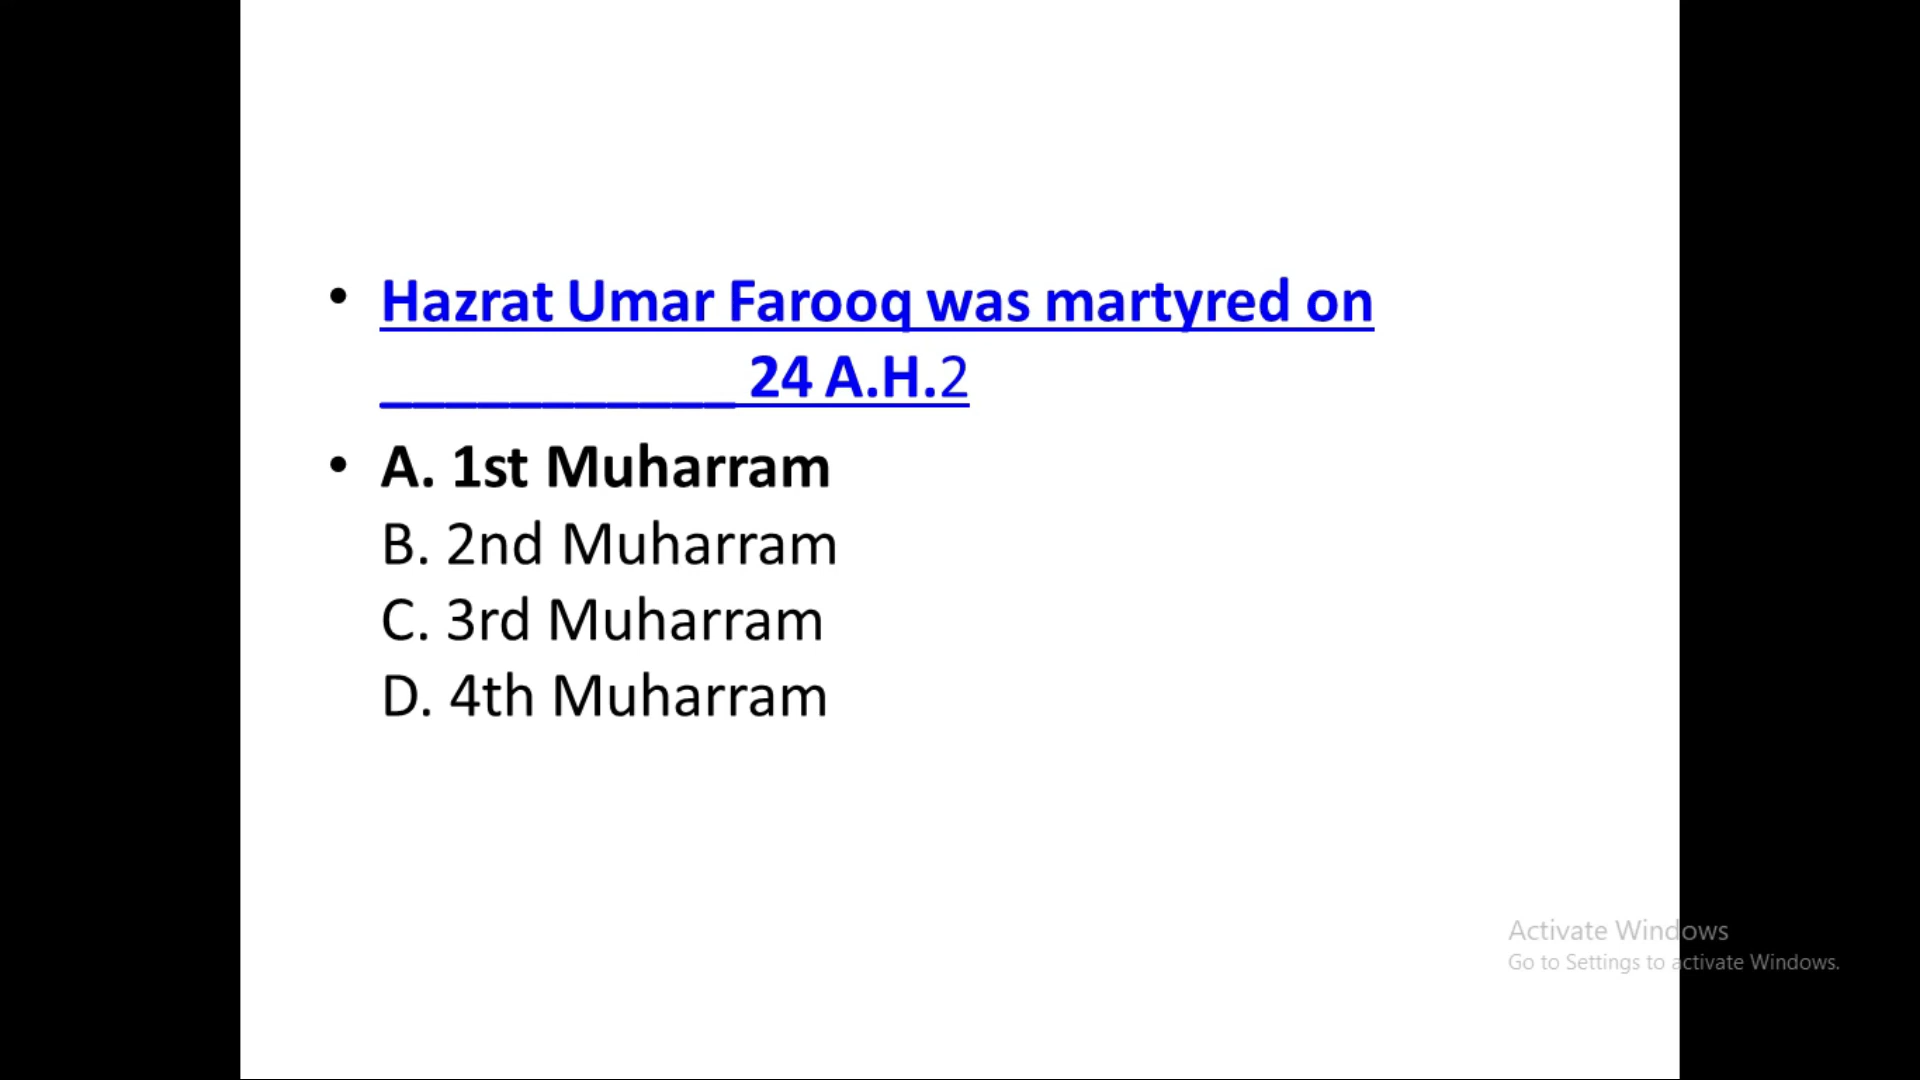 • Hazrat Umar Farooq was martyred on
___________ 24 A.H.2
• A. 1st Muharram
B. 2nd Muharram
C. 3rd Muharram
D. 4th Muharram
Activate Windows
Go to Settings to activate Windows.